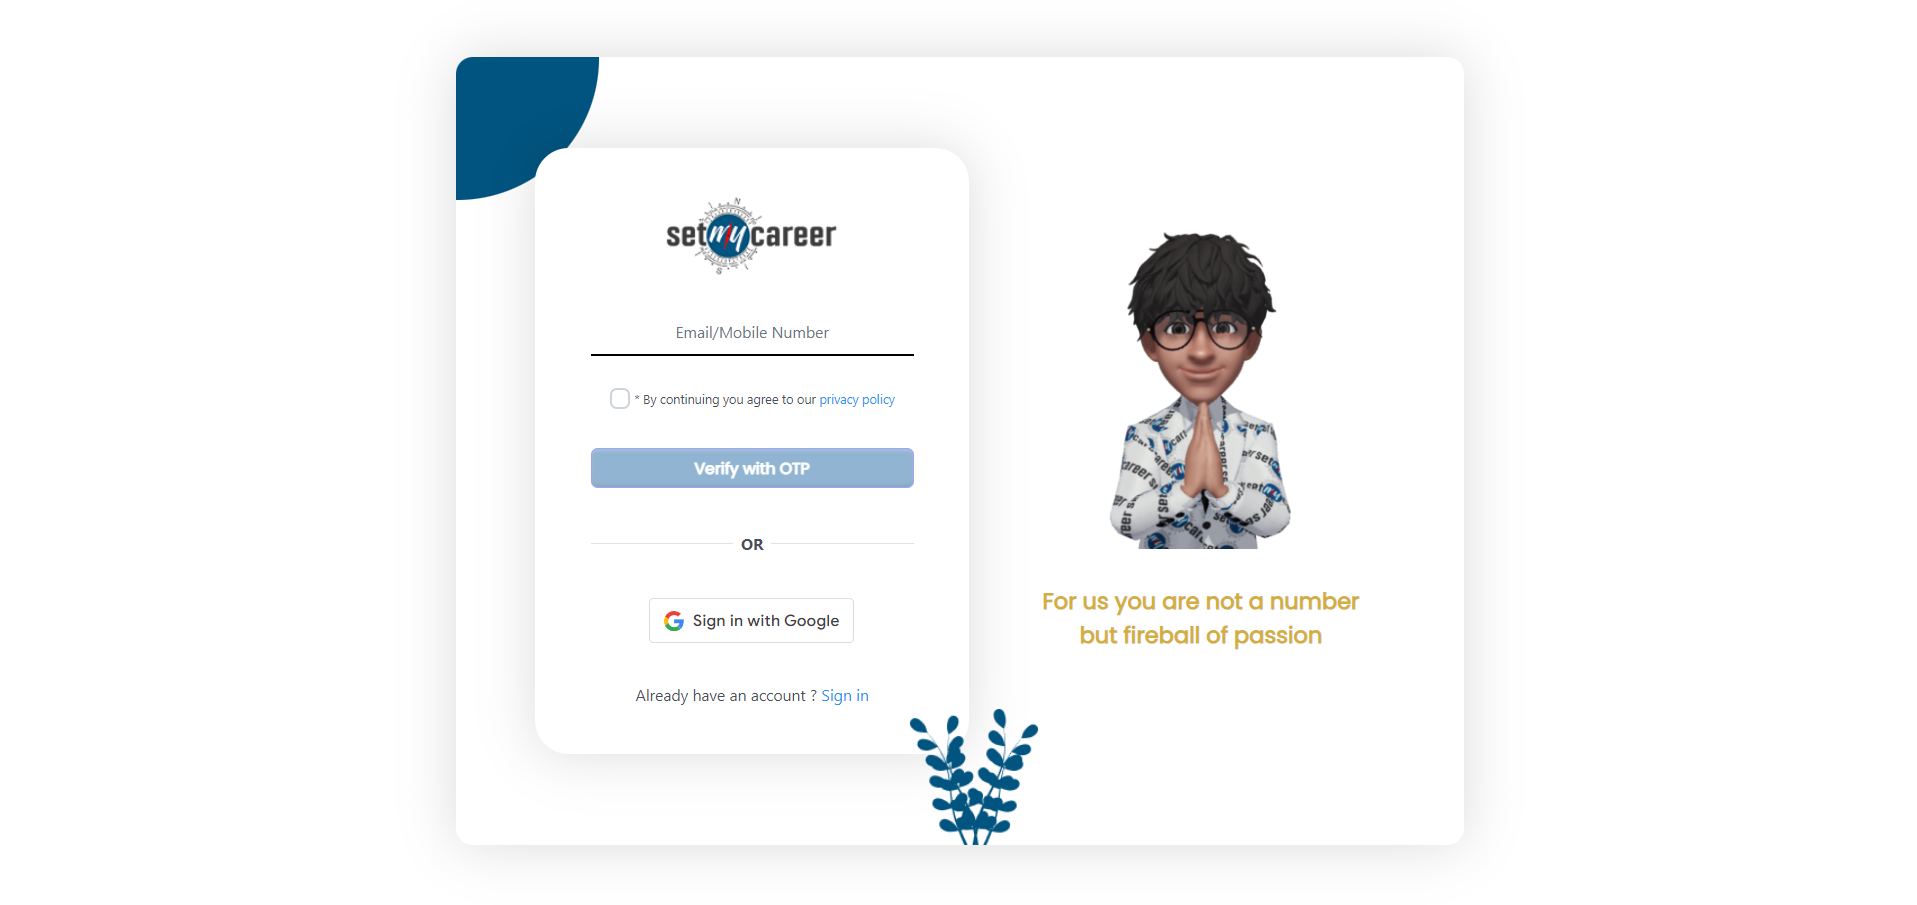 setmycareer
Email/Mobile Number
* By continuing you agree to our privacy policy
Verify with OTP
OR
Sign in with Google
Already have an account ? Sign in
For us you are not a number
but fireball of passion